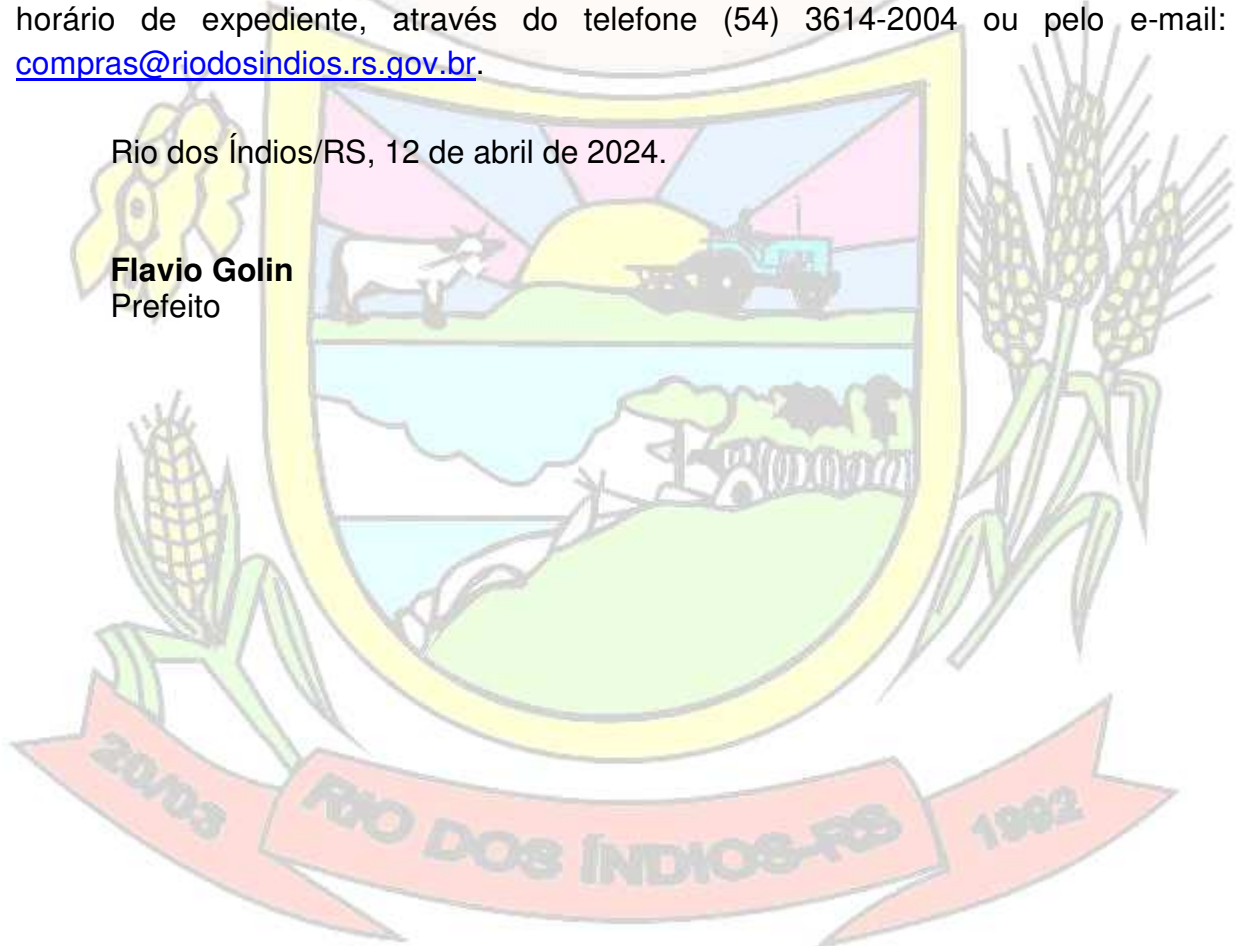 horário de expediente, através do telefone (54) 3614-2004 ou pelo e-mail:
compras@riodosindios.rs.gov.br.
Rio dos Índios/RS, 12 de abril de 2024.
Flavio Golin
Prefeito
20/03
RIO DOS ÍNDIOS-RS
1992